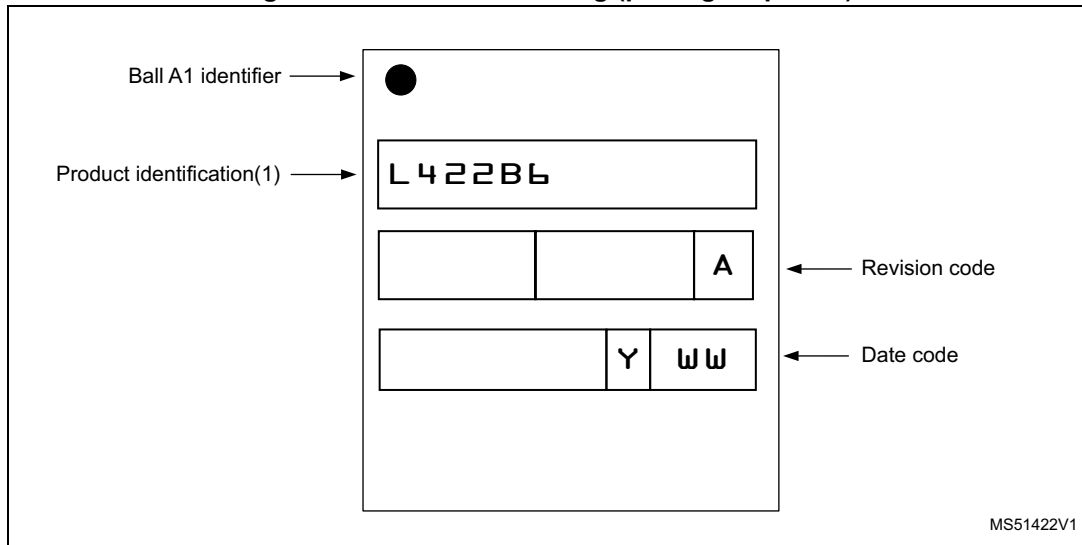 Ball A1 identifier
Product identification(1)
L422B6
A
Revision code
Y WW
Date code
MS51422V1